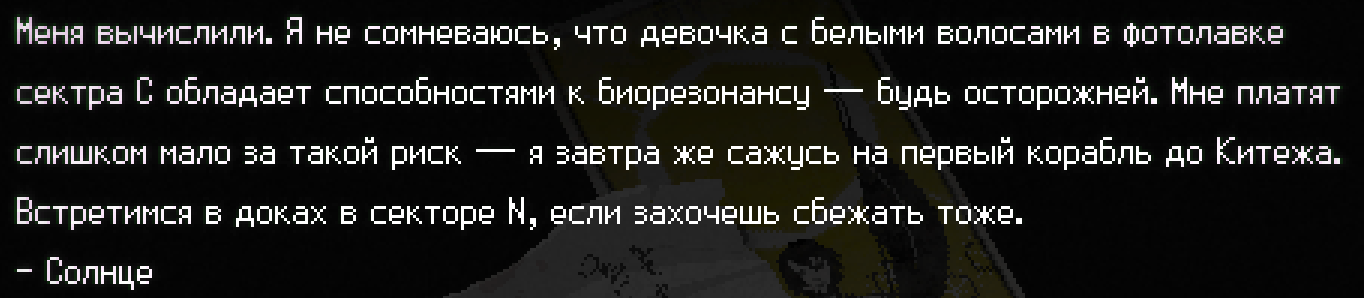 Меня вычислили. Я не сомневаюсь, что девочка с белыми волосами в фотолавке
сектра C обладает способностями к биорезонансу — будь осторожней. Мне платят
слишком мало за такой риск — я завтра же сажусь на первый корабль до Китежа.
Встретимся в доках в секторе N, если захочешь сбежать тоже.
- Солнце